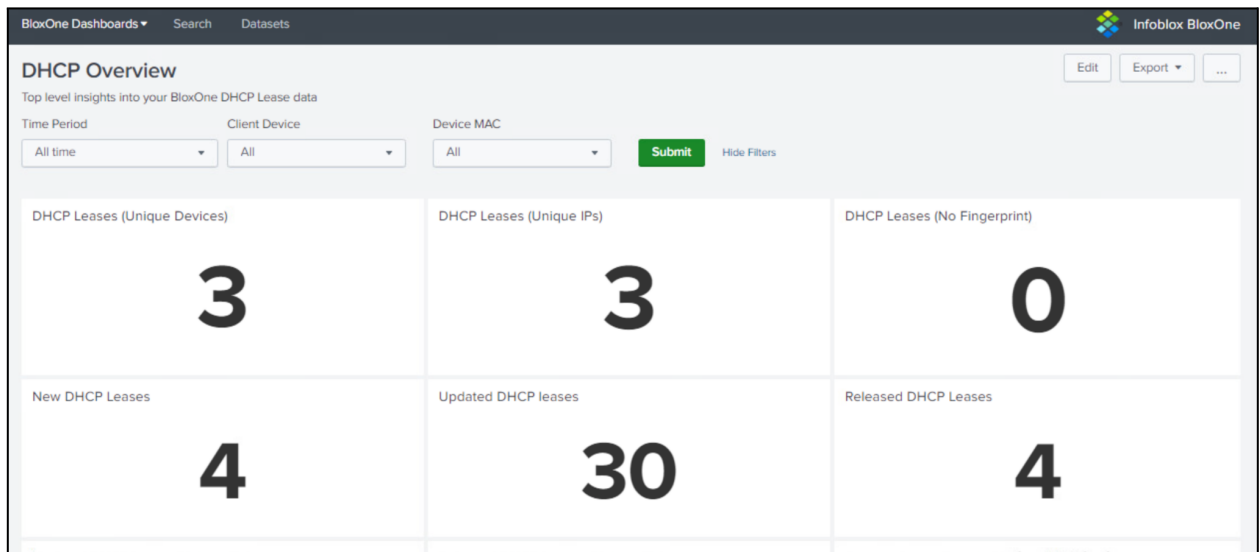 BloxOne Dashboards Search Datasets Infoblox BloxOne
DHCP Overview Edit Export ...
Top level insights into your BloxOne DHCP Lease data
Time Period Client Device Device MAC
All time All All Submit Hide Filters
DHCP Leases (Unique Devices) DHCP Leases (Unique IPs) DHCP Leases (No Fingerprint)
3 3 0
New DHCP Leases Updated DHCP leases Released DHCP Leases
4 30 4